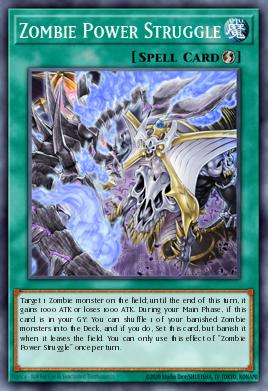 Zombie Power Struggle
魔
[Spell Card]
Target 1 Zombie monster on the field; until the end of this turn, it
gains 1000 ATK or loses 1000 ATK. During your Main Phase, if this
card is in your GY: You can shuffle 1 of your banished Zombie
monsters into the Deck, and if you do, Set this card, but banish it
when it leaves the field. You can only use this effect of "Zombie
Power Struggle" once per turn.